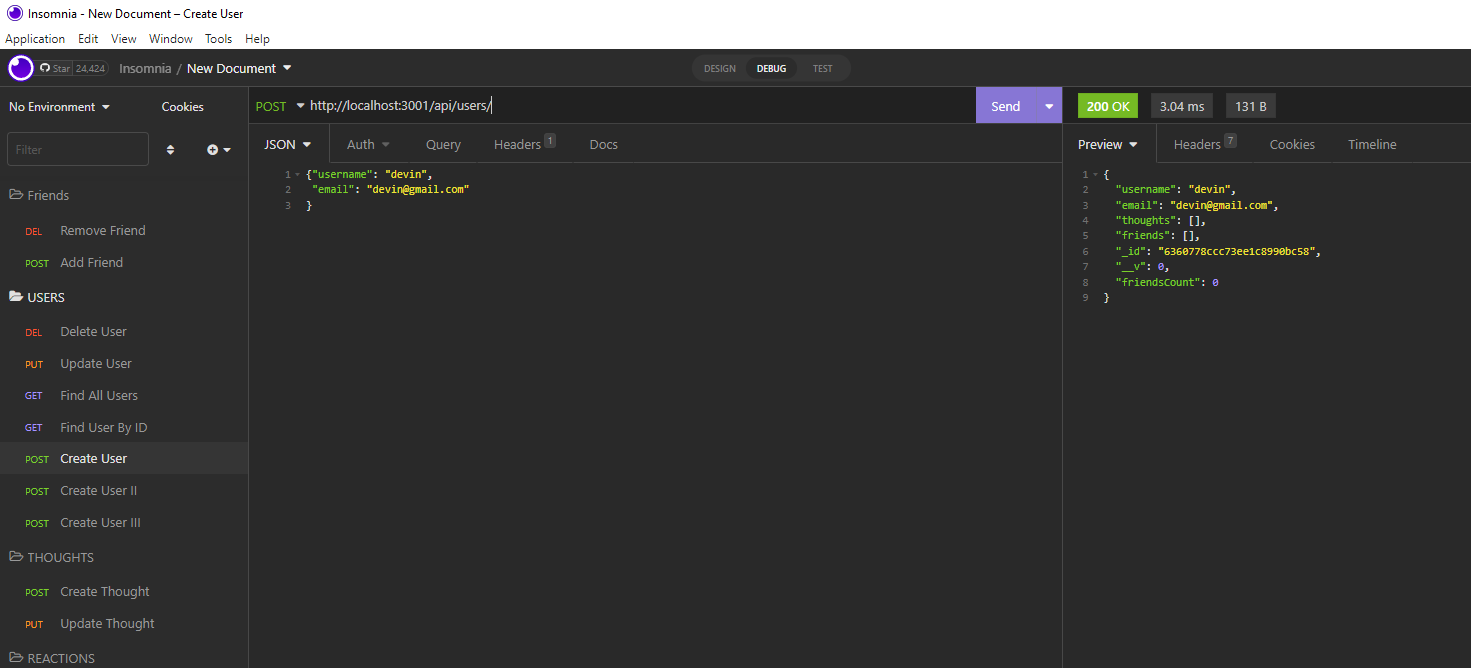 Insomnia - New Document – Create User
Application Edit View Window Tools Help
Star 24,424 Insomnia / New Document DESIGN DEBUG TEST
No Environment Cookies
Filter
Friends
DEL Remove Friend
POST Add Friend
USERS
DEL Delete User
PUT Update User
GET Find All Users
GET Find User By ID
POST Create User
POST Create User II
POST Create User III
THOUGHTS
POST Create Thought
PUT Update Thought
REACTIONS
POST http://localhost:3001/api/users/ Send
JSON Auth Query Headers 1 Docs
1 {"username": "devin",
2 "email": "devin@gmail.com"
3 }
200 OK 3.04 ms 131 B
Preview Headers 7 Cookies Timeline
1 {
2 "username": "devin",
3 "email": "devin@gmail.com",
4 "thoughts": [],
5 "friends": [],
6 "_id": "6360778ccc73ee1c8990bc58",
7 "__v": 0,
8 "friendsCount": 0
9 }